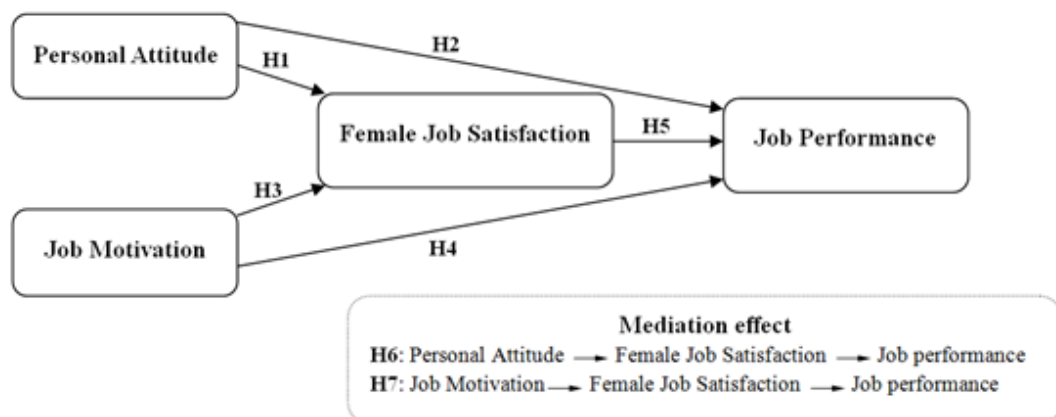 Personal Attitude
H1
H2
Female Job Satisfaction
H5
Job Performance
H3
Job Motivation
H4
Mediation effect
H6: Personal Attitude → Female Job Satisfaction → Job performance
H7: Job Motivation → Female Job Satisfaction → Job performance